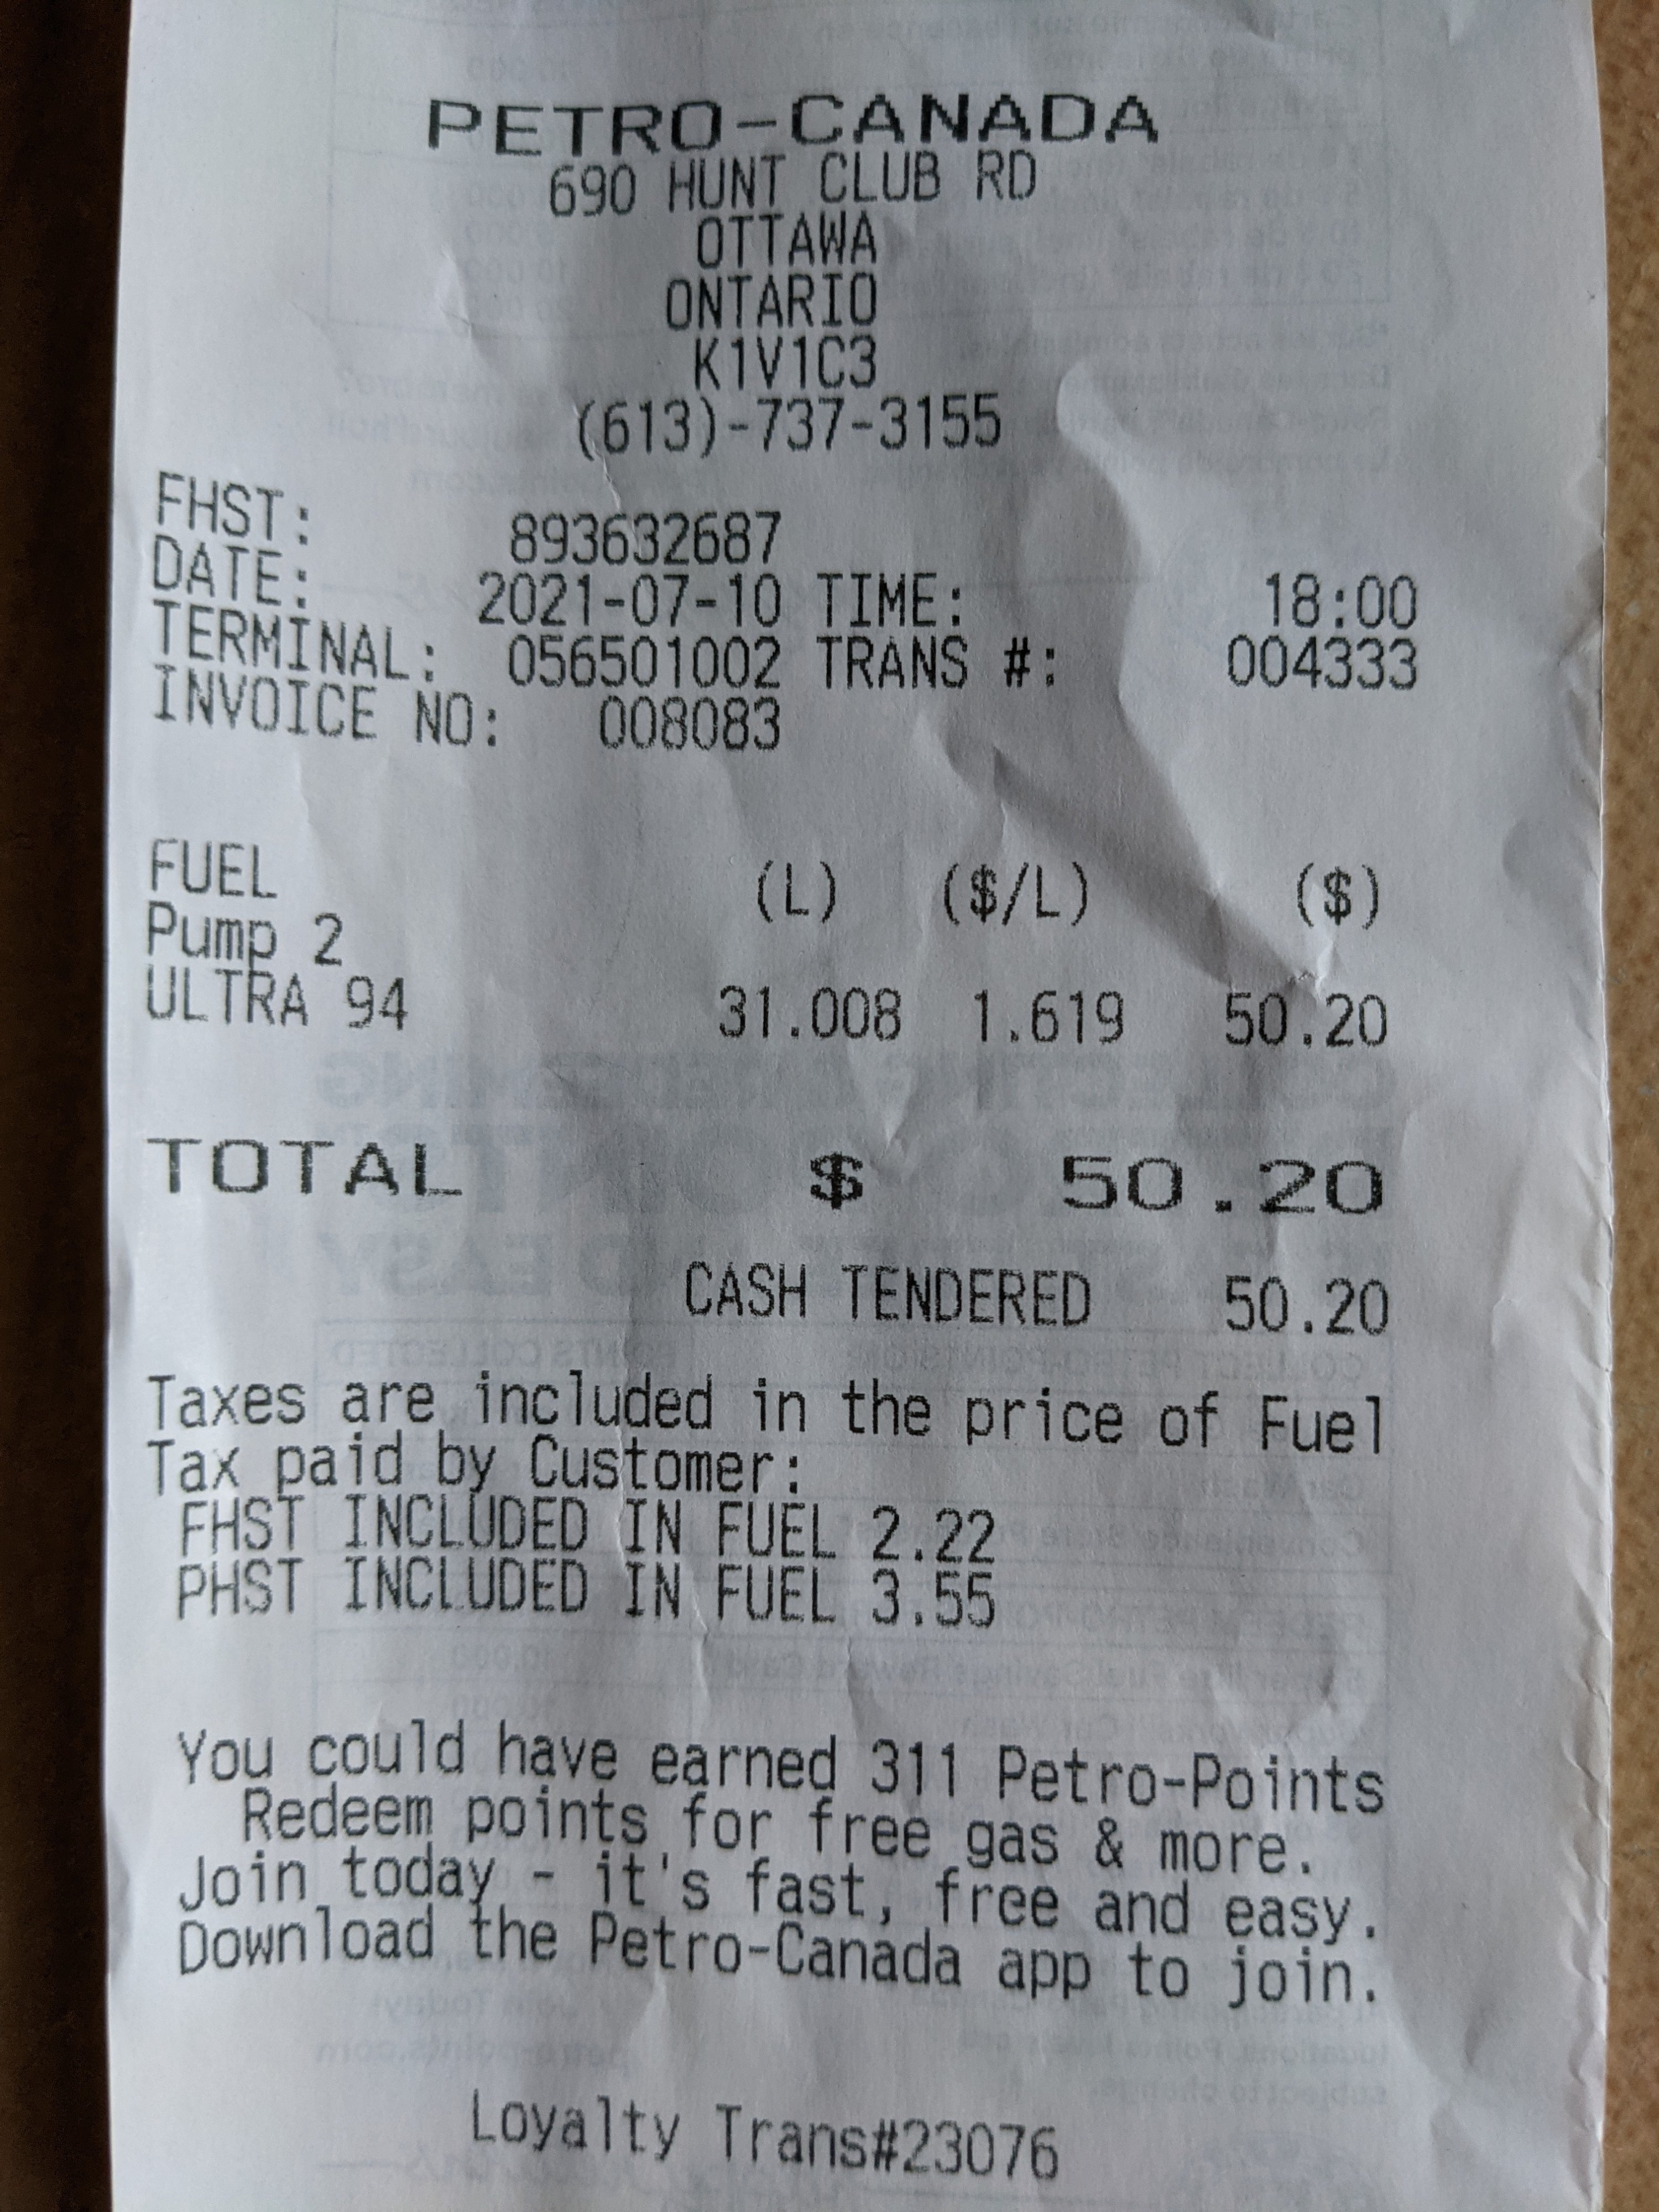 PETRO-CANADA
690 HUNT CLUB RD
OTTAWA
ONTARIO
K1V1C3
(613)-737-3155
FHST: 893632687
DATE: 2021-07-10 TIME: 18:00
TERMINAL: 056501002 TRANS #: 004333
INVOICE NO: 008083
FUEL (L) ($/L) ($)
Pump 2
ULTRA 94 31.008 1.619 50.20
TOTAL $ 50.20
CASH TENDERED 50.20
Taxes are included in the price of Fuel
Tax paid by Customer:
FHST INCLUDED IN FUEL 2.22
PHST INCLUDED IN FUEL 3.55
You could have earned 311 Petro-Points
Redeem points for free gas & more.
Join today - it's fast, free and easy.
Download the Petro-Canada app to join.
Loyalty Trans#23076